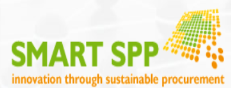 SMART SPP
innovation through sustainable procurement